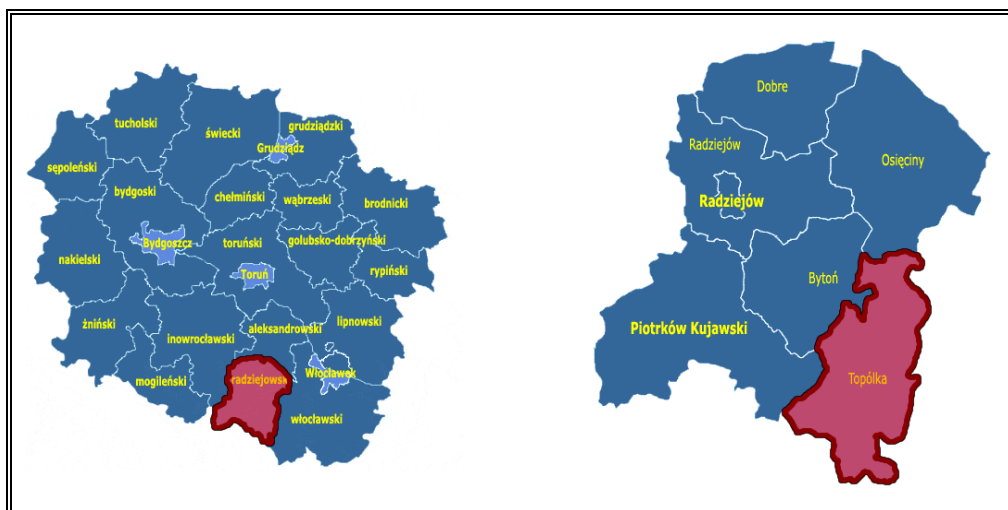 tucholski
świecki
grudziądzki
Grudziądz
sępoleński
bydgoski
chełmiński
wąbrzeski
brodnicki
Bydgoszcz
toruński
golubsko-dobrzyński
nakielski
Toruń
rypiński
żniński
inowrocławski
aleksandrowski
lipnowski
mogileński
radziejowsk
Włocławek
włocławski
Dobre
Radziejów
Osięciny
Radziejów
Bytoń
Piotrków Kujawski
Topólka